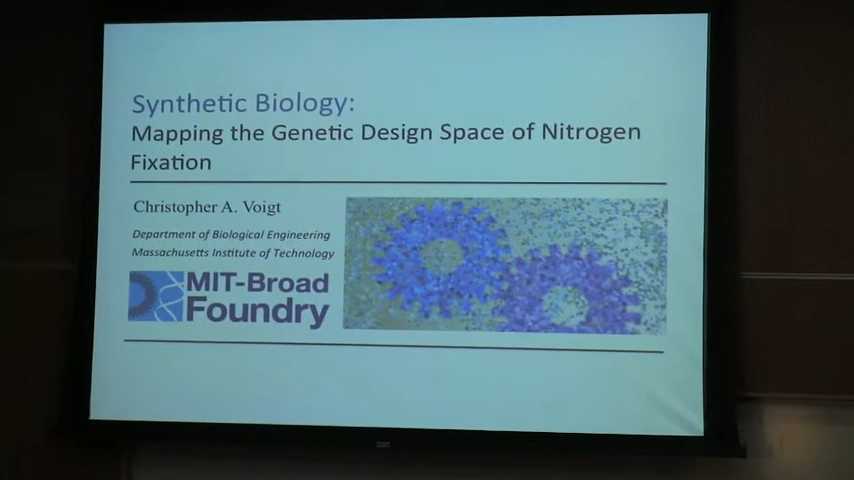 Synthetic Biology:
Mapping the Genetic Design Space of Nitrogen
Fixation
Christopher A. Voigt
Department of Biological Engineering
Massachusetts Institute of Technology
MIT-Broad
Foundry